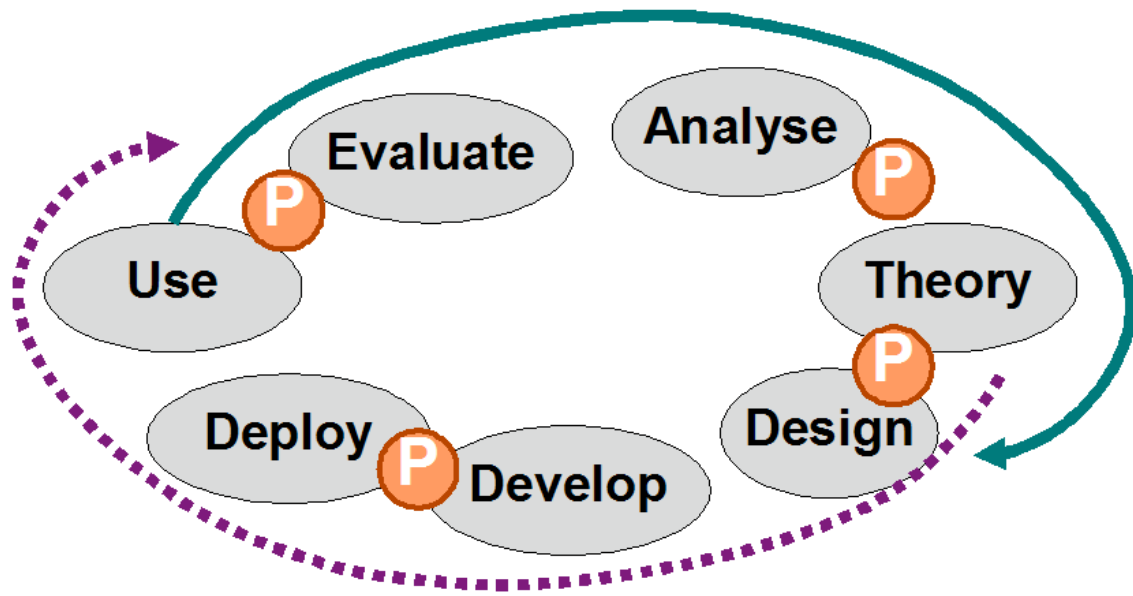 Evaluate
Analyse
P
P
Use
Theory
P
Design
Deploy
P
Develop